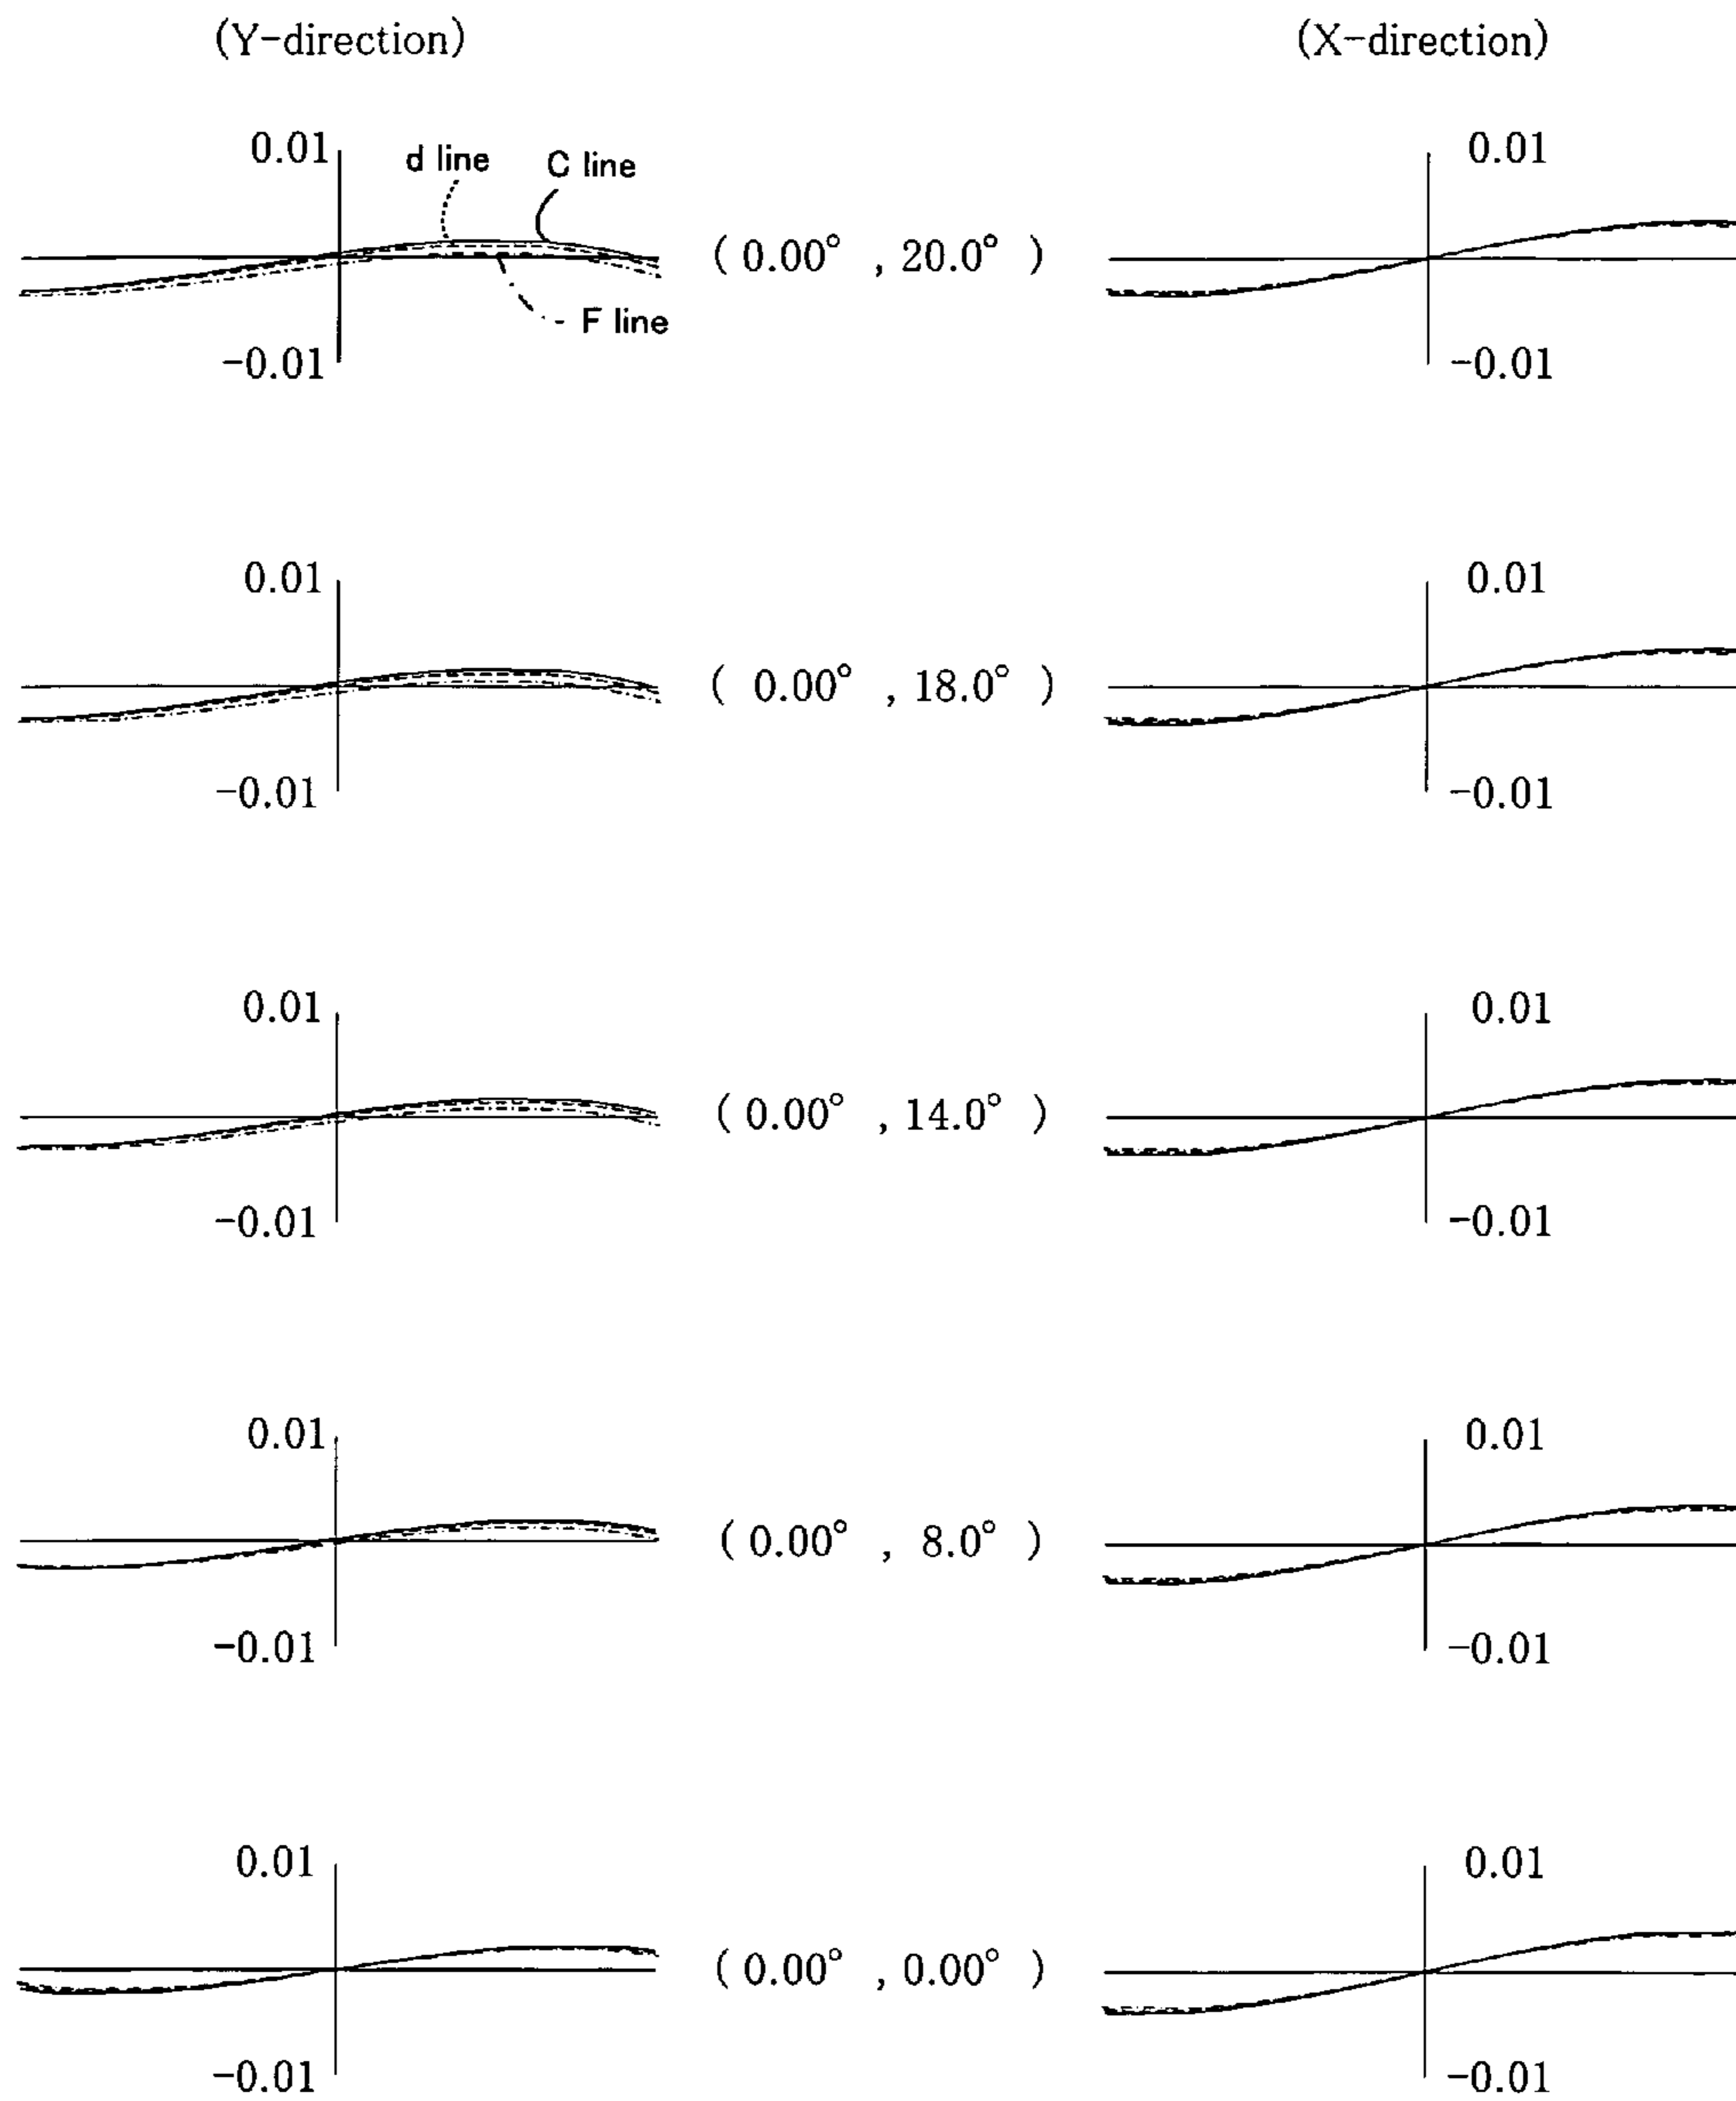 (Y-direction) (X-direction)
0.01 d line C line 0.01
(0.00° , 20.0°)
F line
-0.01 -0.01
0.01 0.01
(0.00° , 18.0°)
-0.01 -0.01
0.01 0.01
(0.00° , 14.0°)
-0.01 -0.01
0.01 0.01
(0.00° , 8.0°)
-0.01 -0.01
0.01 0.01
(0.00° , 0.00°)
-0.01 -0.01